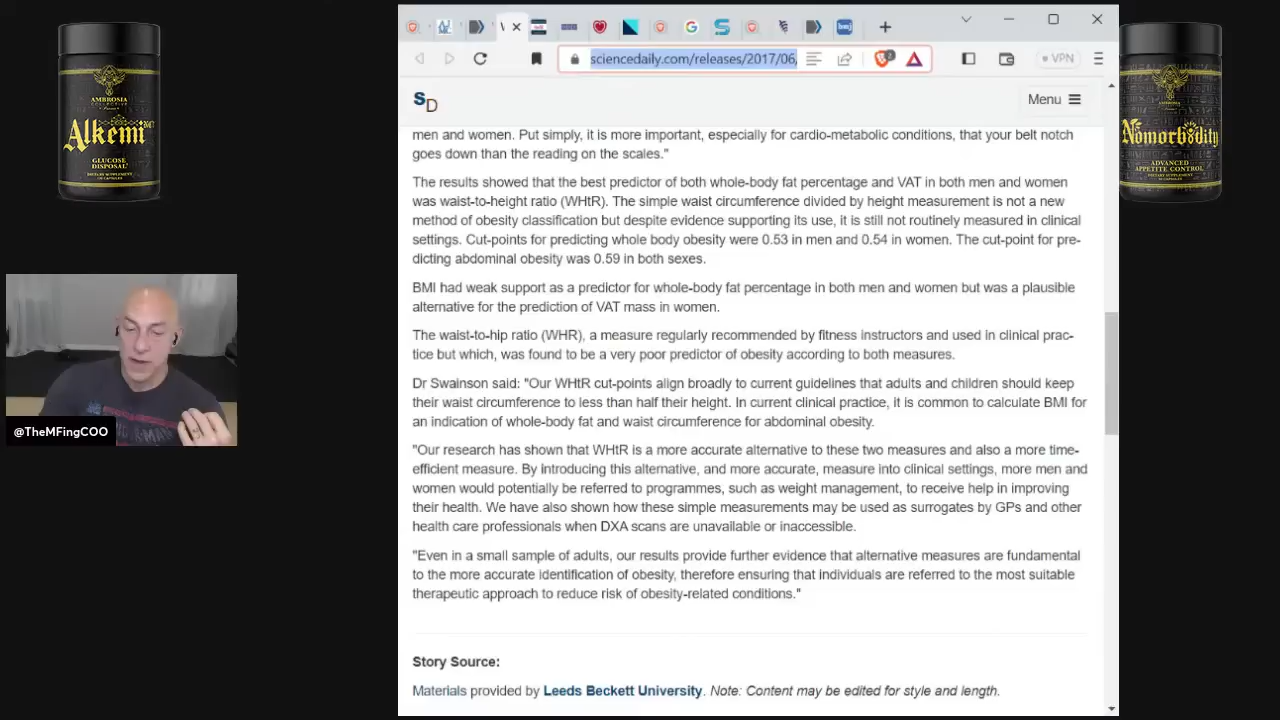 AMBROSIA
COLLECTIVE
Alkemi
GLUCOSE
DISPOSAL
DIETARY SUPPLEMENT
@TheMFingCOO
sciencedaily.com/releases/2017/06/
VPN
SD
Menu
men and women. Put simply, it is more important, especially for cardio-metabolic conditions, that your belt notch
goes down than the reading on the scales."
The results showed that the best predictor of both whole-body fat percentage and VAT in both men and women
was waist-to-height ratio (WHtR). The simple waist circumference divided by height measurement is not a new
method of obesity classification but despite evidence supporting its use, it is still not routinely measured in clinical
settings. Cut-points for predicting whole body obesity were 0.53 in men and 0.54 in women. The cut-point for pre-
dicting abdominal obesity was 0.59 in both sexes.
BMI had weak support as a predictor for whole-body fat percentage in both men and women but was a plausible
alternative for the prediction of VAT mass in women.
The waist-to-hip ratio (WHR), a measure regularly recommended by fitness instructors and used in clinical prac-
tice but which, was found to be a very poor predictor of obesity according to both measures.
Dr Swainson said: "Our WHtR cut-points align broadly to current guidelines that adults and children should keep
their waist circumference to less than half their height. In current clinical practice, it is common to calculate BMI for
an indication of whole-body fat and waist circumference for abdominal obesity.
"Our research has shown that WHtR is a more accurate alternative to these two measures and also a more time-
efficient measure. By introducing this alternative, and more accurate, measure into clinical settings, more men and
women would potentially be referred to programmes, such as weight management, to receive help in improving
their health. We have also shown how these simple measurements may be used as surrogates by GPs and other
health care professionals when DXA scans are unavailable or inaccessible.
"Even in a small sample of adults, our results provide further evidence that alternative measures are fundamental
to the more accurate identification of obesity, therefore ensuring that individuals are referred to the most suitable
therapeutic approach to reduce risk of obesity-related conditions."
Story Source:
Materials provided by Leeds Beckett University. Note: Content may be edited for style and length.
Nomorbidity
ADVANCED
APPETITE CONTROL
DIETARY SUPPLEMENT